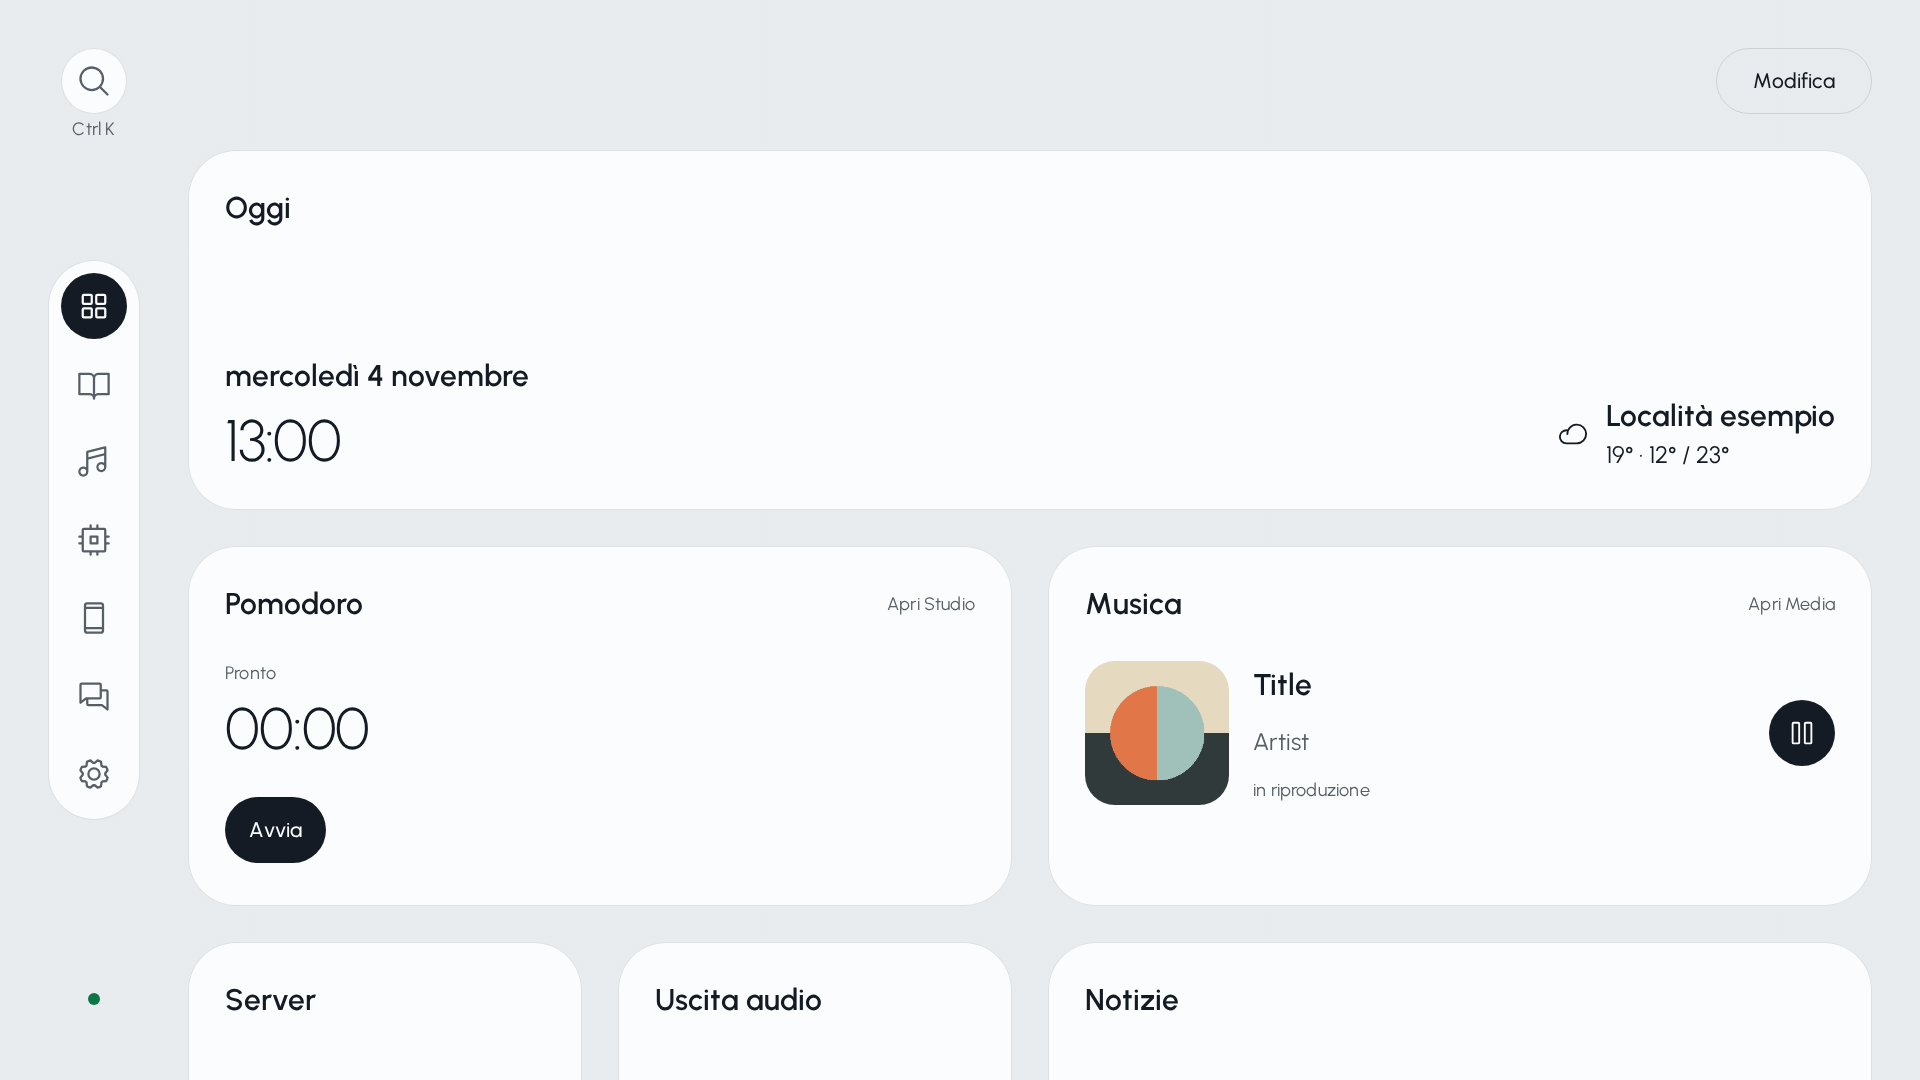 Ctrl K
Modifica
Oggi
mercoledì 4 novembre
13:00
Località esempio
19° · 12° / 23°
Pomodoro
Apri Studio
Pronto
00:00
Avvia
Musica
Apri Media
Title
Artist
in riproduzione
Server
Uscita audio
Notizie